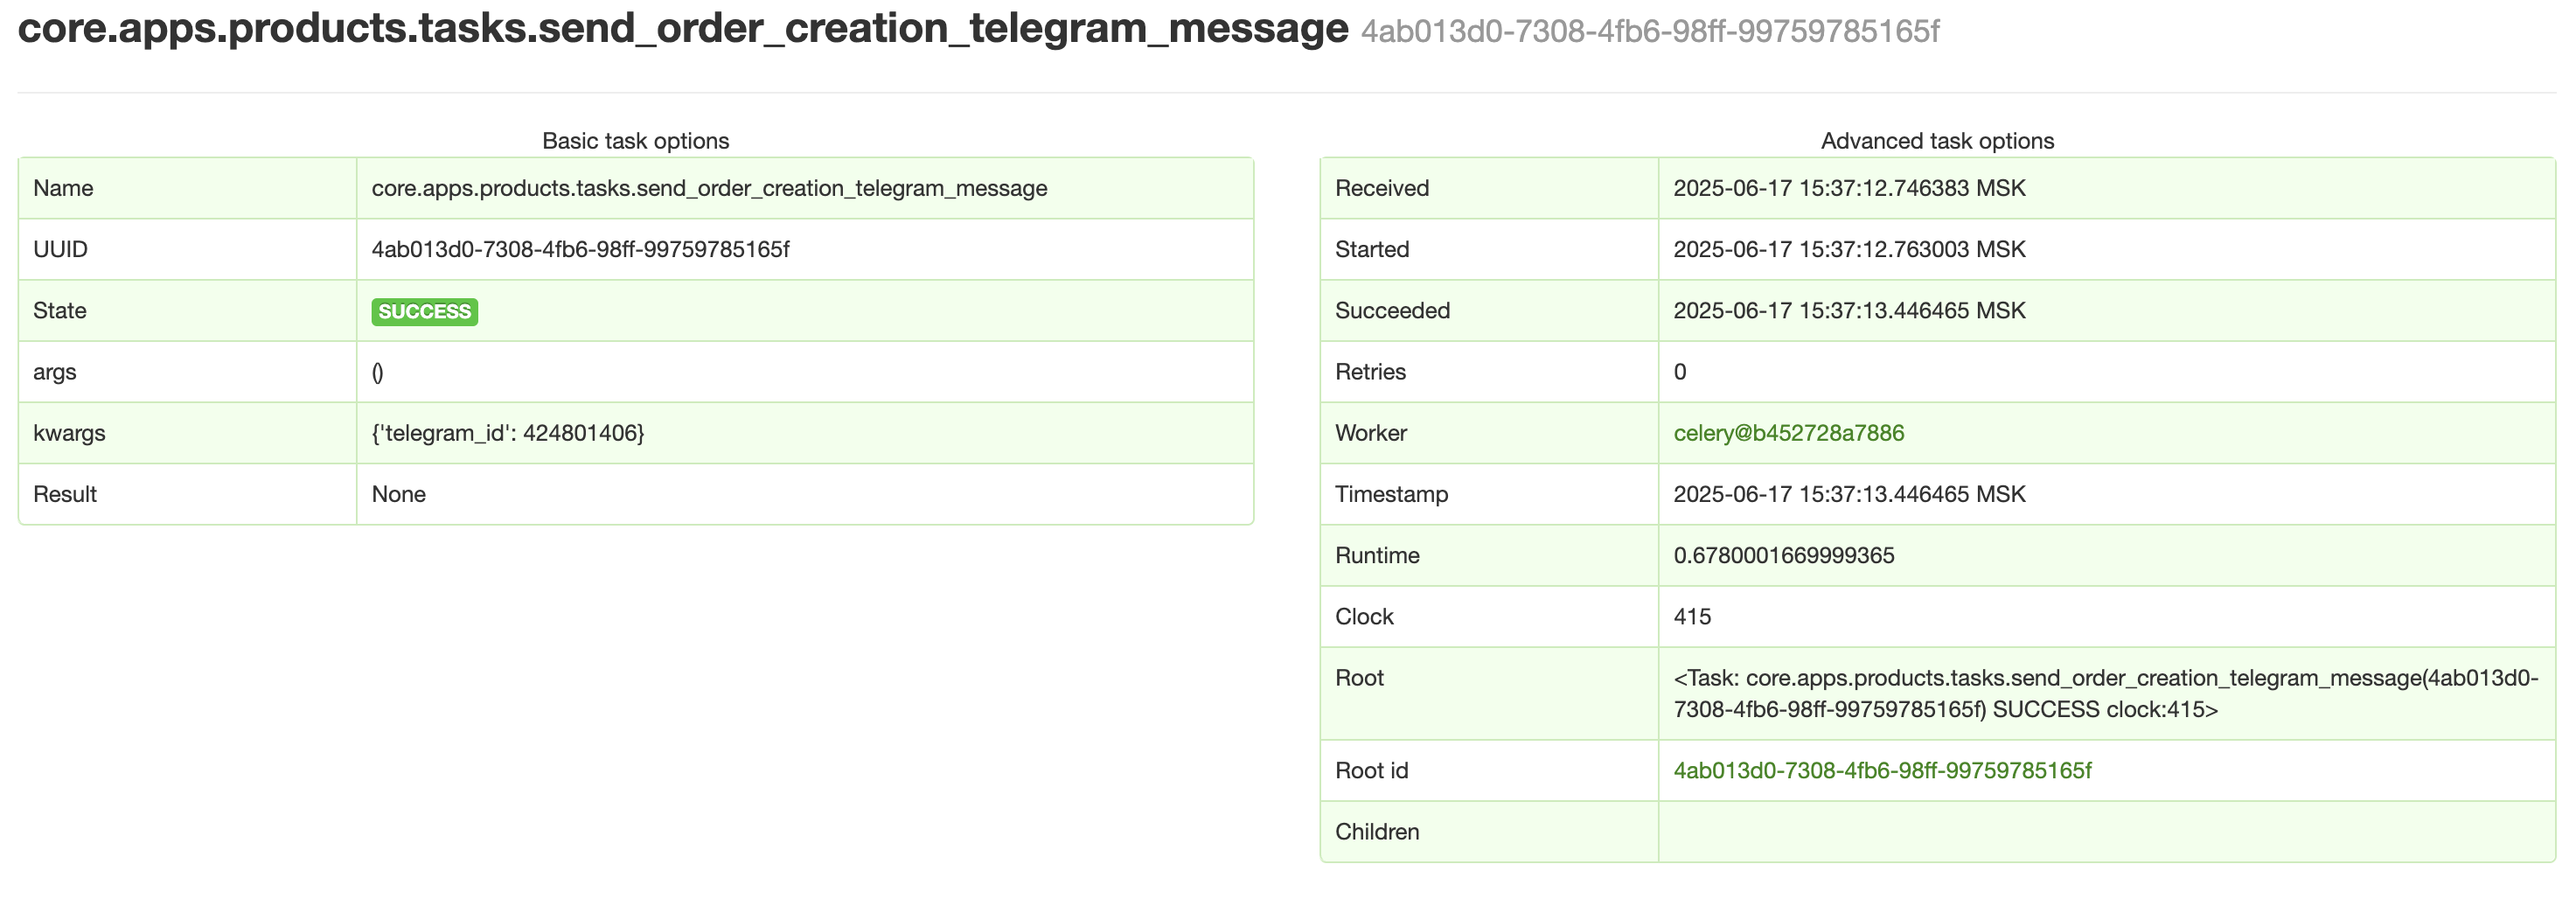 core.apps.products.tasks.send_order_creation_telegram_message 4ab013d0-7308-4fb6-98ff-99759785165f
Basic task options
Name core.apps.products.tasks.send_order_creation_telegram_message
UUID 4ab013d0-7308-4fb6-98ff-99759785165f
State SUCCESS
args ()
kwargs {'telegram_id': 424801406}
Result None
Advanced task options
Received 2025-06-17 15:37:12.746383 MSK
Started 2025-06-17 15:37:12.763003 MSK
Succeeded 2025-06-17 15:37:13.446465 MSK
Retries 0
Worker celery@b452728a7886
Timestamp 2025-06-17 15:37:13.446465 MSK
Runtime 0.6780001669999365
Clock 415
Root <Task: core.apps.products.tasks.send_order_creation_telegram_message(4ab013d0-
7308-4fb6-98ff-99759785165f) SUCCESS clock:415>
Root id 4ab013d0-7308-4fb6-98ff-99759785165f
Children